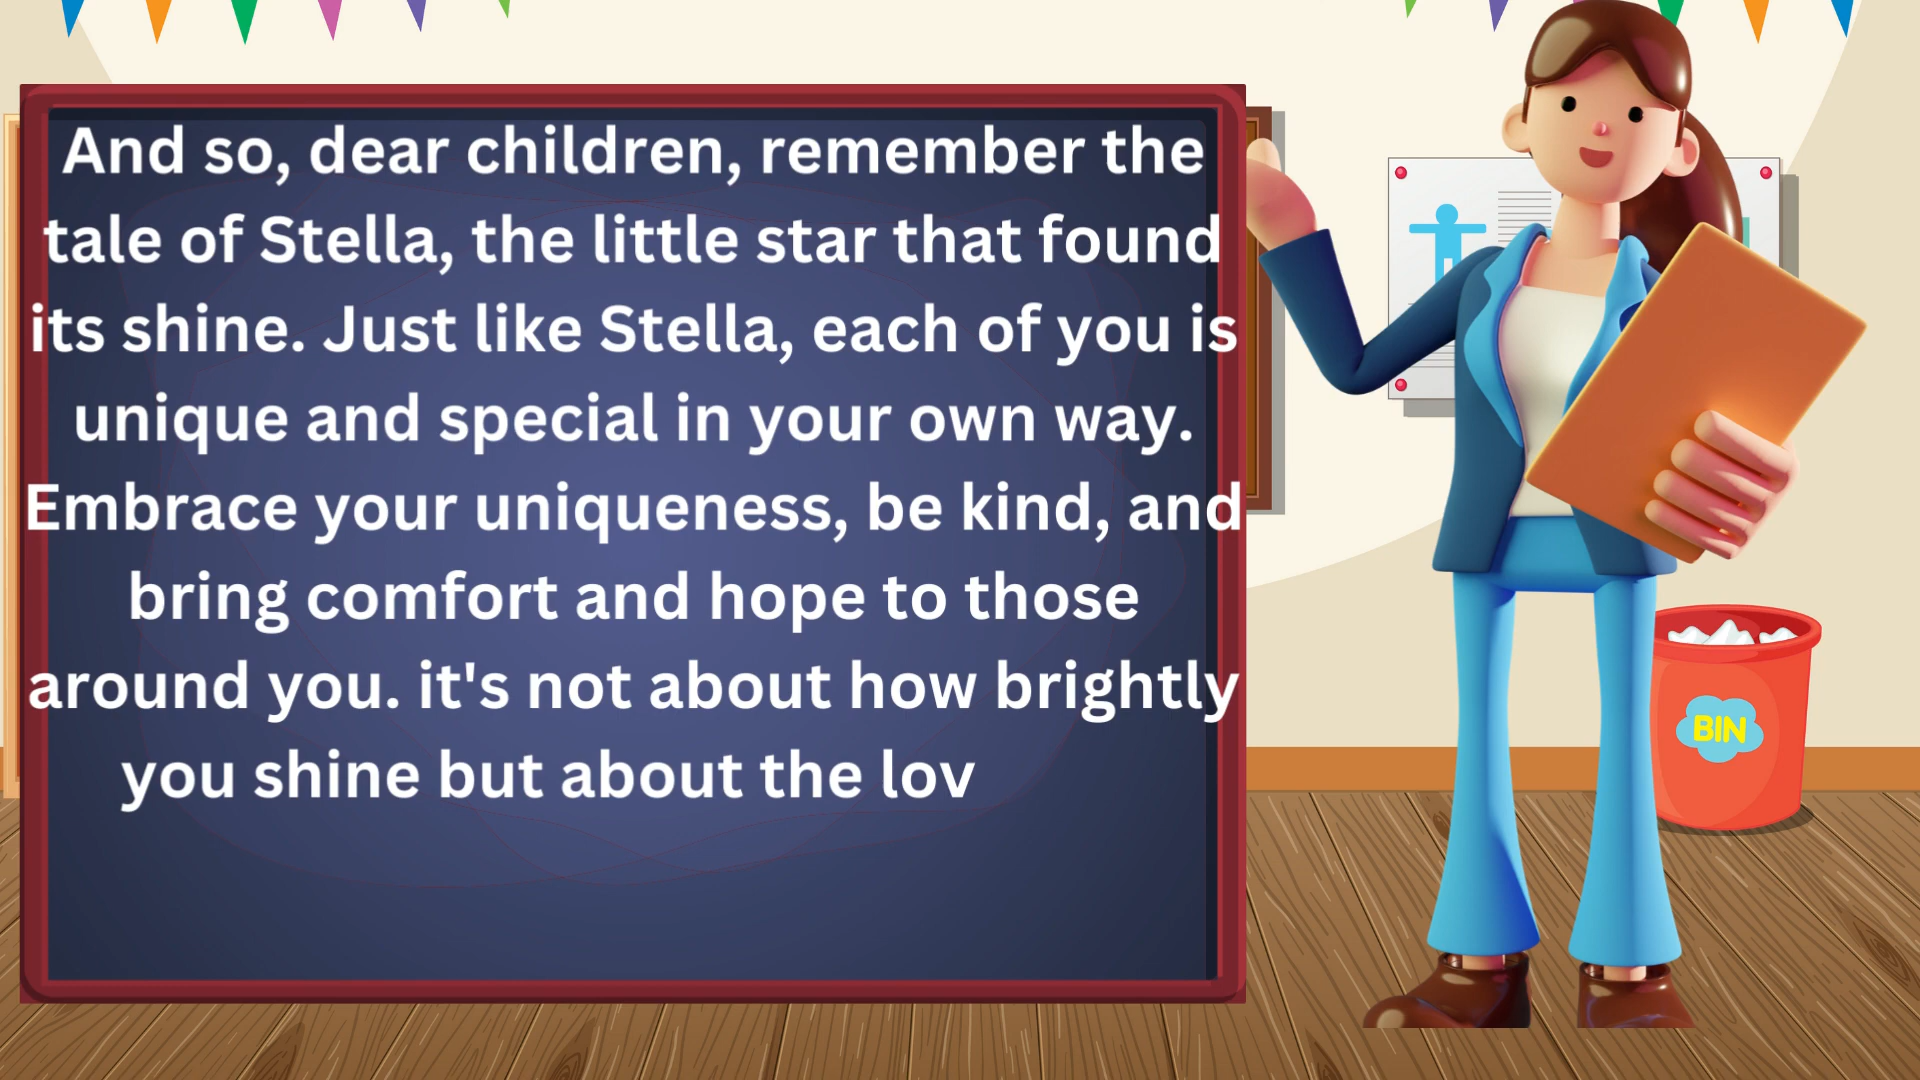 And so, dear children, remember the
tale of Stella, the little star that found
its shine. Just like Stella, each of you is
unique and special in your own way.
Embrace your uniqueness, be kind, and
bring comfort and hope to those
around you. it's not about how brightly
you shine but about the lov
BIN